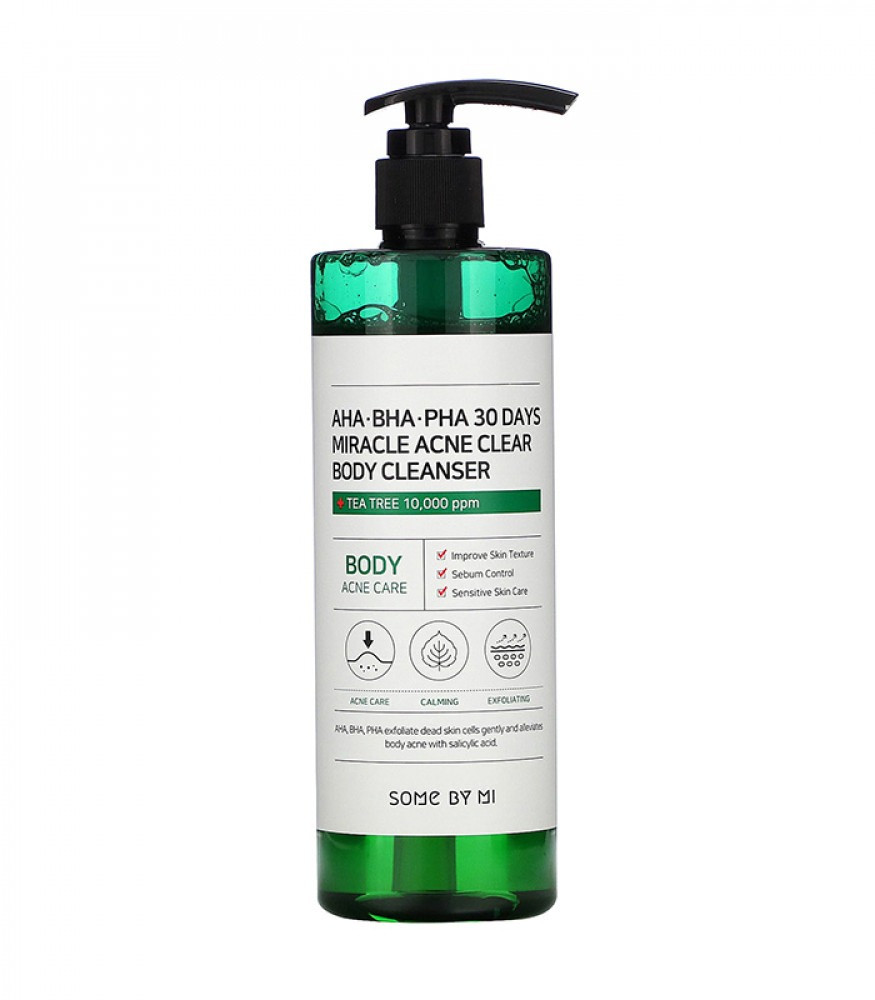 AHA·BHA·PHA 30 DAYS
MIRACLE ACNE CLEAR
BODY CLEANSER
+ TEA TREE 10,000 ppm
BODY
ACNE CARE
Improve Skin Texture
Sebum Control
Sensitive Skin Care
ACNE CARE
CALMING
EXFOLIATING
AHA, BHA, PHA exfoliate dead skin cells gently and alleviates
body acne with salicylic acid.
SOME BY MI